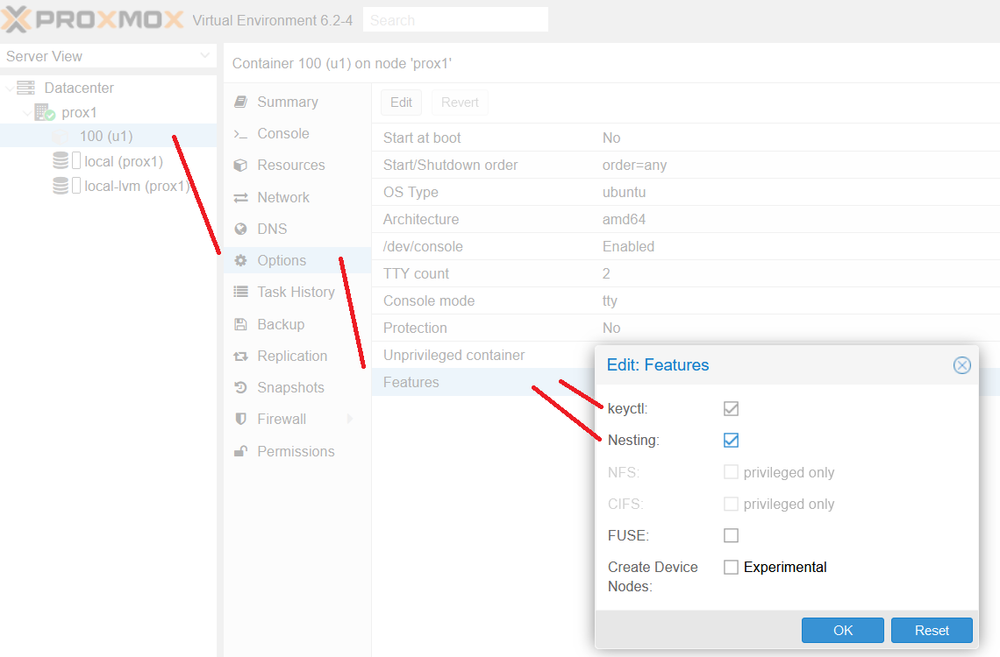 PROXMOX Virtual Environment 6.2-4 Search
Server View
Datacenter
prox1
100 (u1)
local (prox1)
local-lvm (prox1)
Container 100 (u1) on node 'prox1'
Summary
Console
Resources
Network
DNS
Options
Task History
Backup
Replication
Snapshots
Firewall
Permissions
Edit Revert
Start at boot No
Start/Shutdown order order=any
OS Type ubuntu
Architecture amd64
/dev/console Enabled
TTY count 2
Console mode tty
Protection No
Unprivileged container
Features
Edit: Features
keyctl:
Nesting:
NFS: privileged only
CIFS: privileged only
FUSE:
Create Device Experimental
Nodes:
OK Reset